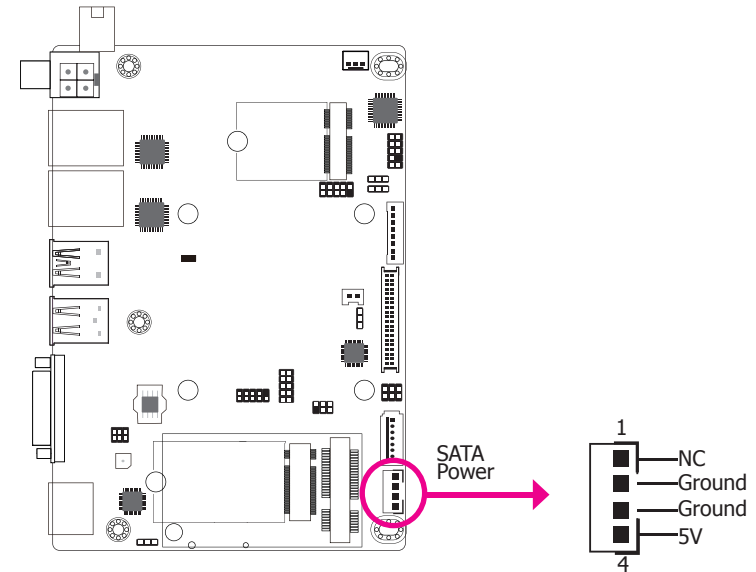 SATA
Power
1
NC
Ground
Ground
5V
4